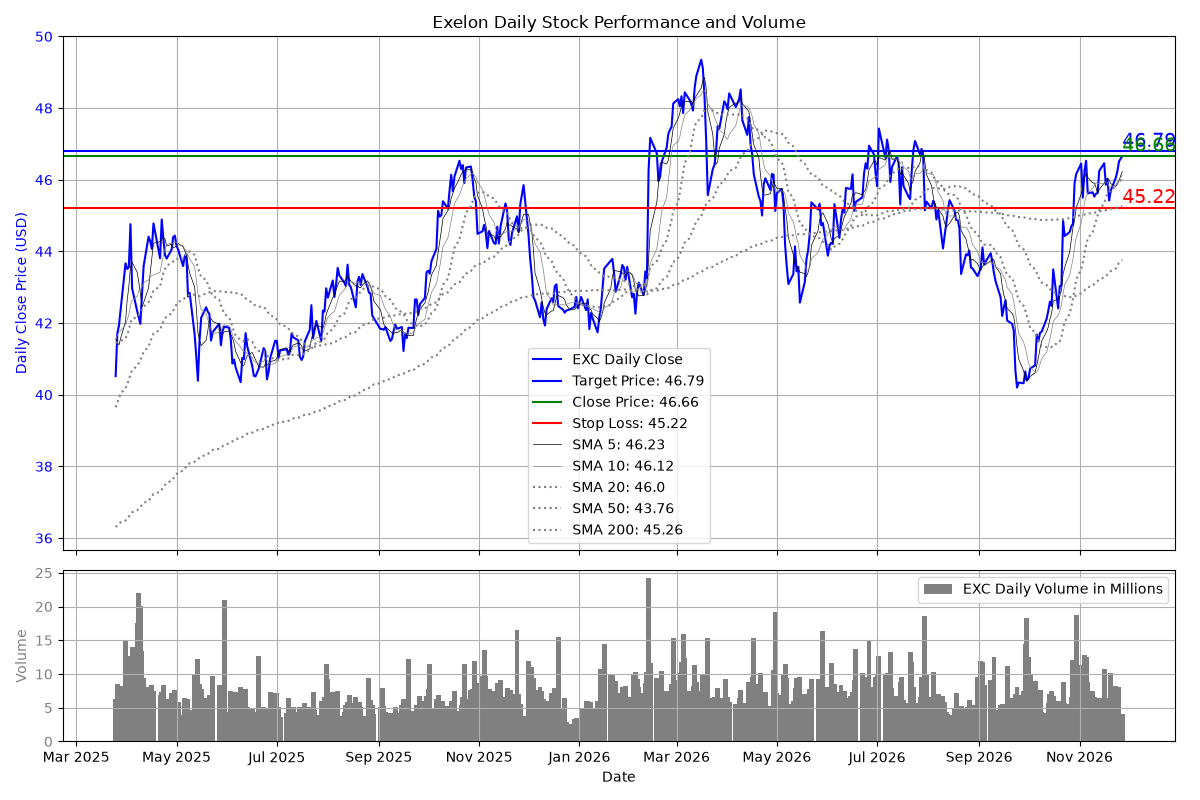 Exelon Daily Stock Performance and Volume
Daily Close Price (USD)
50
48
46
44
42
40
38
36
46.79
46.66
45.22
EXC Daily Close
Target Price: 46.79
Close Price: 46.66
Stop Loss: 45.22
SMA 5: 46.23
SMA 10: 46.12
SMA 20: 46.0
SMA 50: 43.76
SMA 200: 45.26
Volume
25
20
15
10
5
0
EXC Daily Volume in Millions
Mar 2025
May 2025
Jul 2025
Sep 2025
Nov 2025
Jan 2026
Mar 2026
May 2026
Jul 2026
Sep 2026
Nov 2026
Date